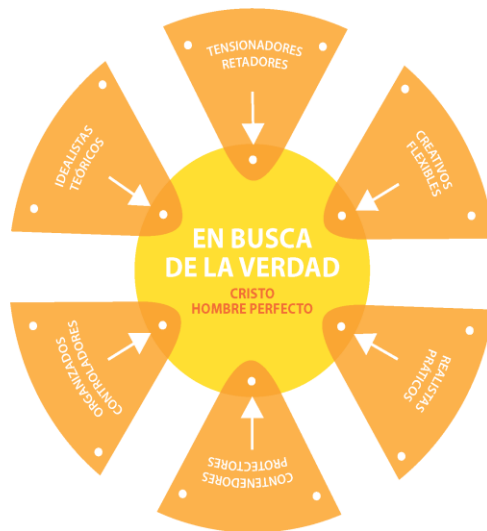 TENSIONADORES
RETADORES
CREATIVOS
FLEXIBLES
REALISTAS
PRÁTICOS
CONTENEDORES
PROTECTORES
ORGANIZADOS
CONTROLADORES
IDEALISTAS
TEÓRICOS
EN BUSCA
DE LA VERDAD
CRISTO
HOMBRE PERFECTO